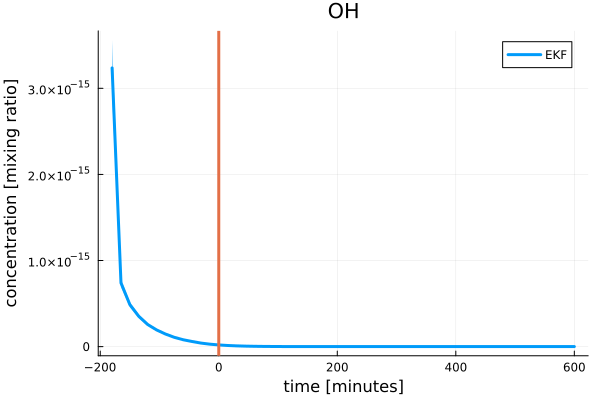 OH
EKF
concentration [mixing ratio]
3.0×10⁻¹⁵
2.0×10⁻¹⁵
1.0×10⁻¹⁵
0
−200 0 200 400 600
time [minutes]